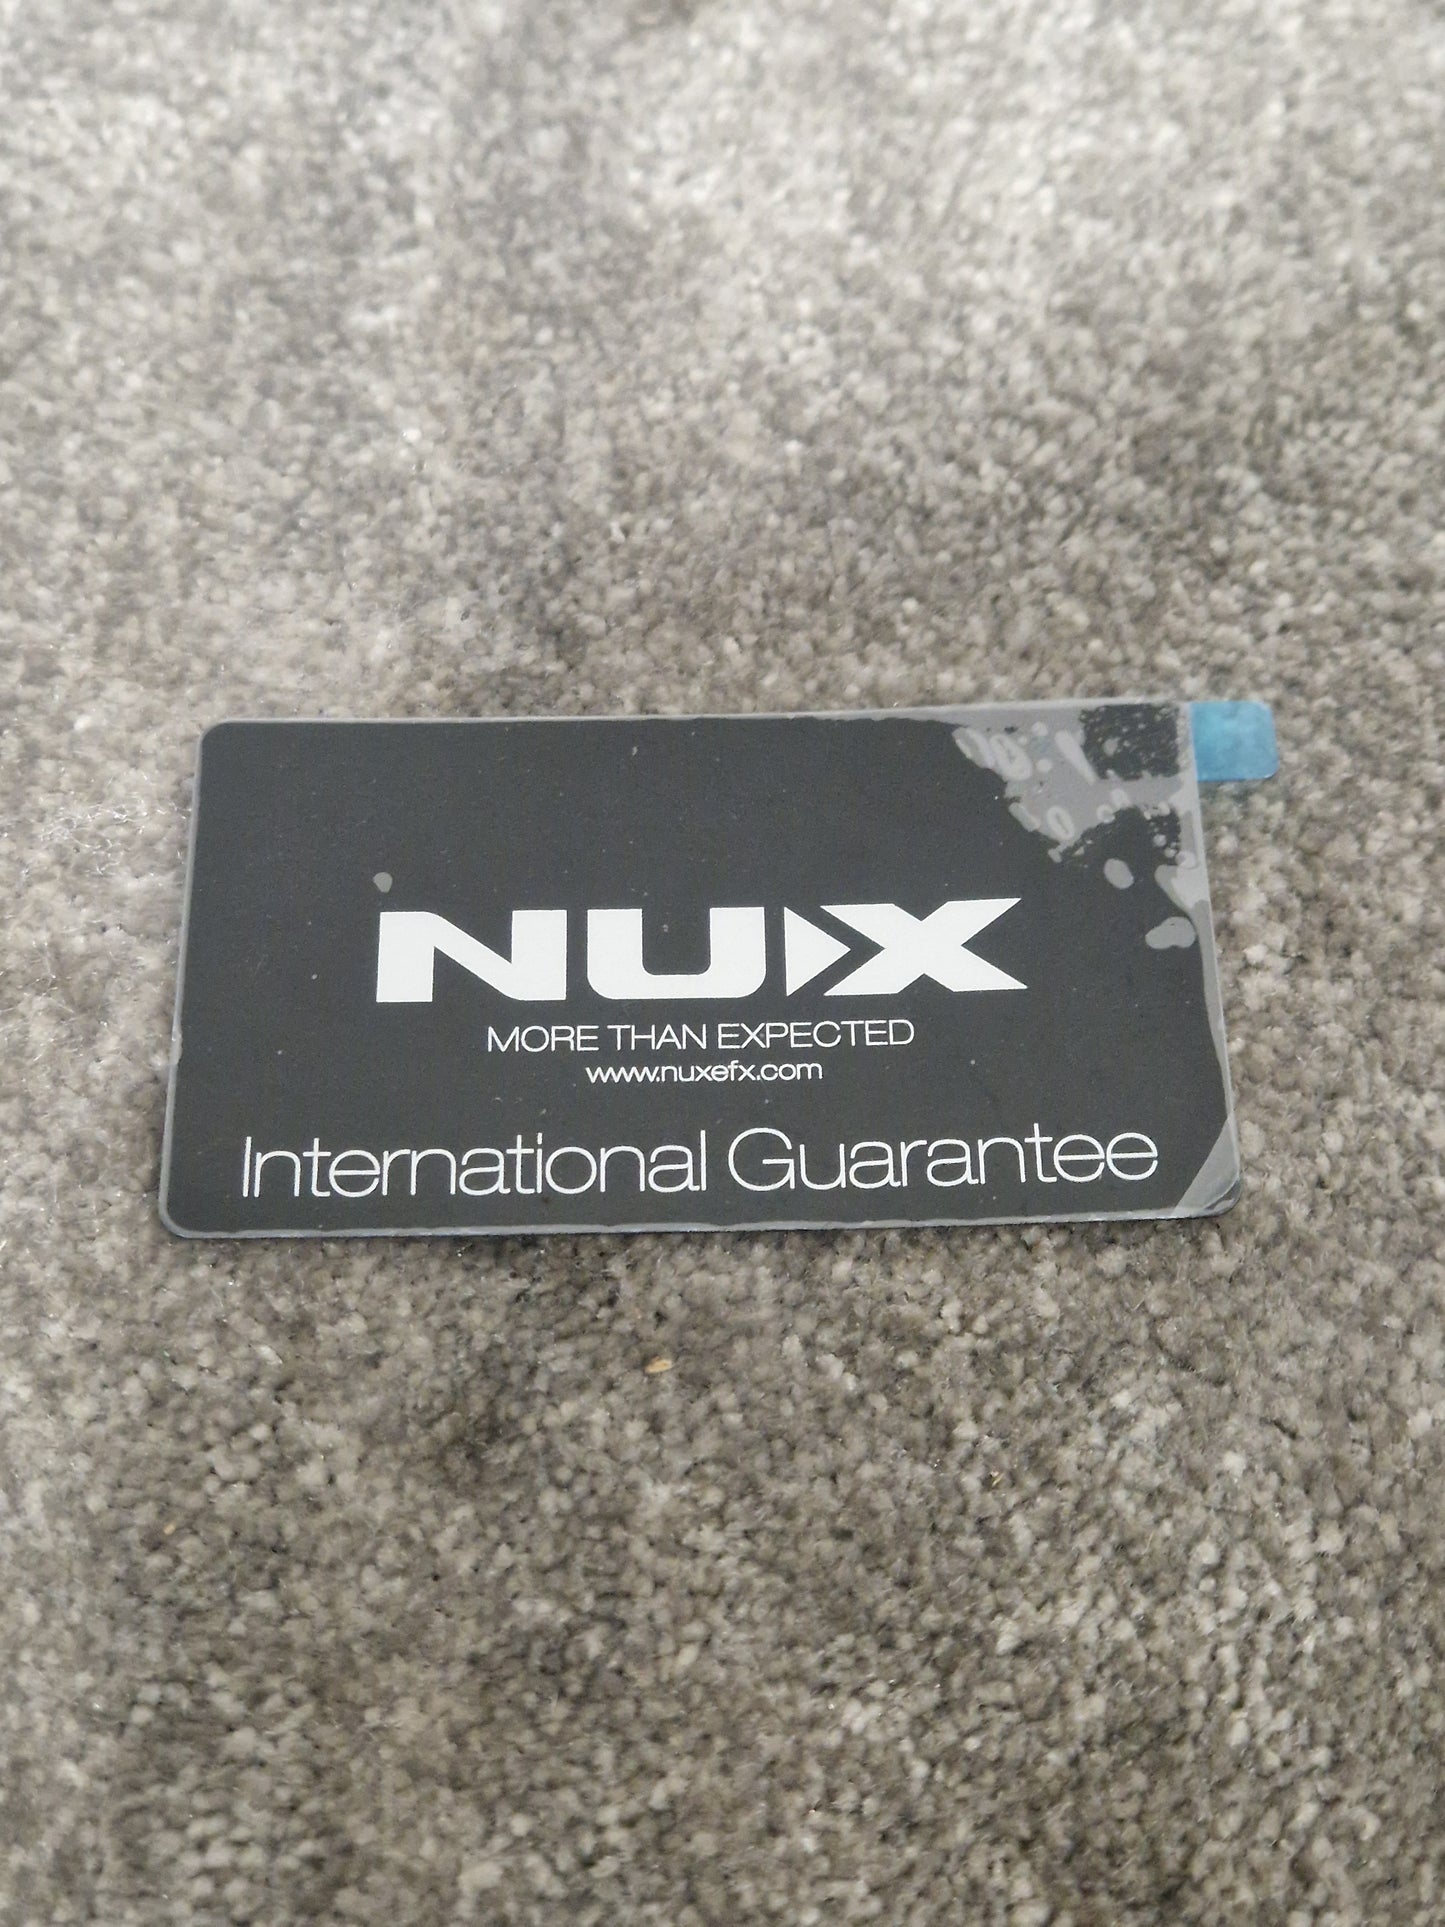 NUX
MORE THAN EXPECTED
www.nuxefx.com
International Guarantee